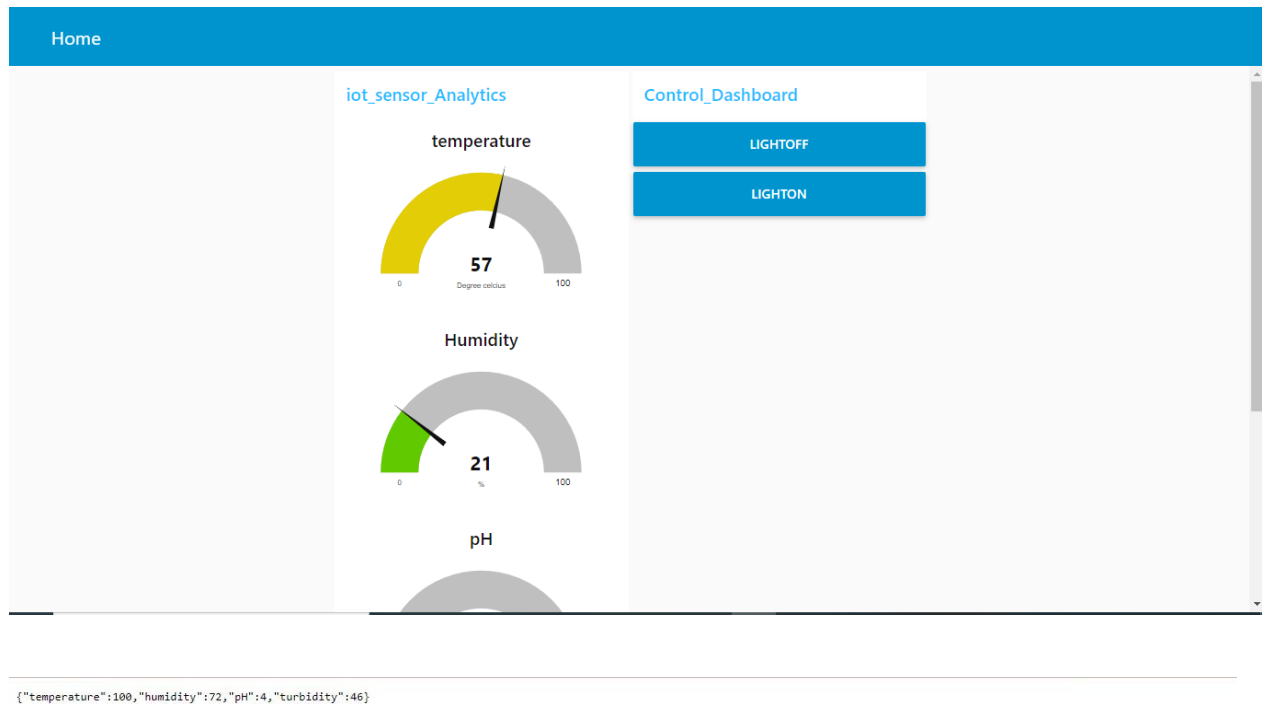 Home
iot_sensor_Analytics
temperature
57
Degree celcius
0
100
Humidity
21
%
0
100
pH
Control_Dashboard
LIGHTOFF
LIGHTON
{"temperature":100,"humidity":72,"pH":4,"turbidity":46}